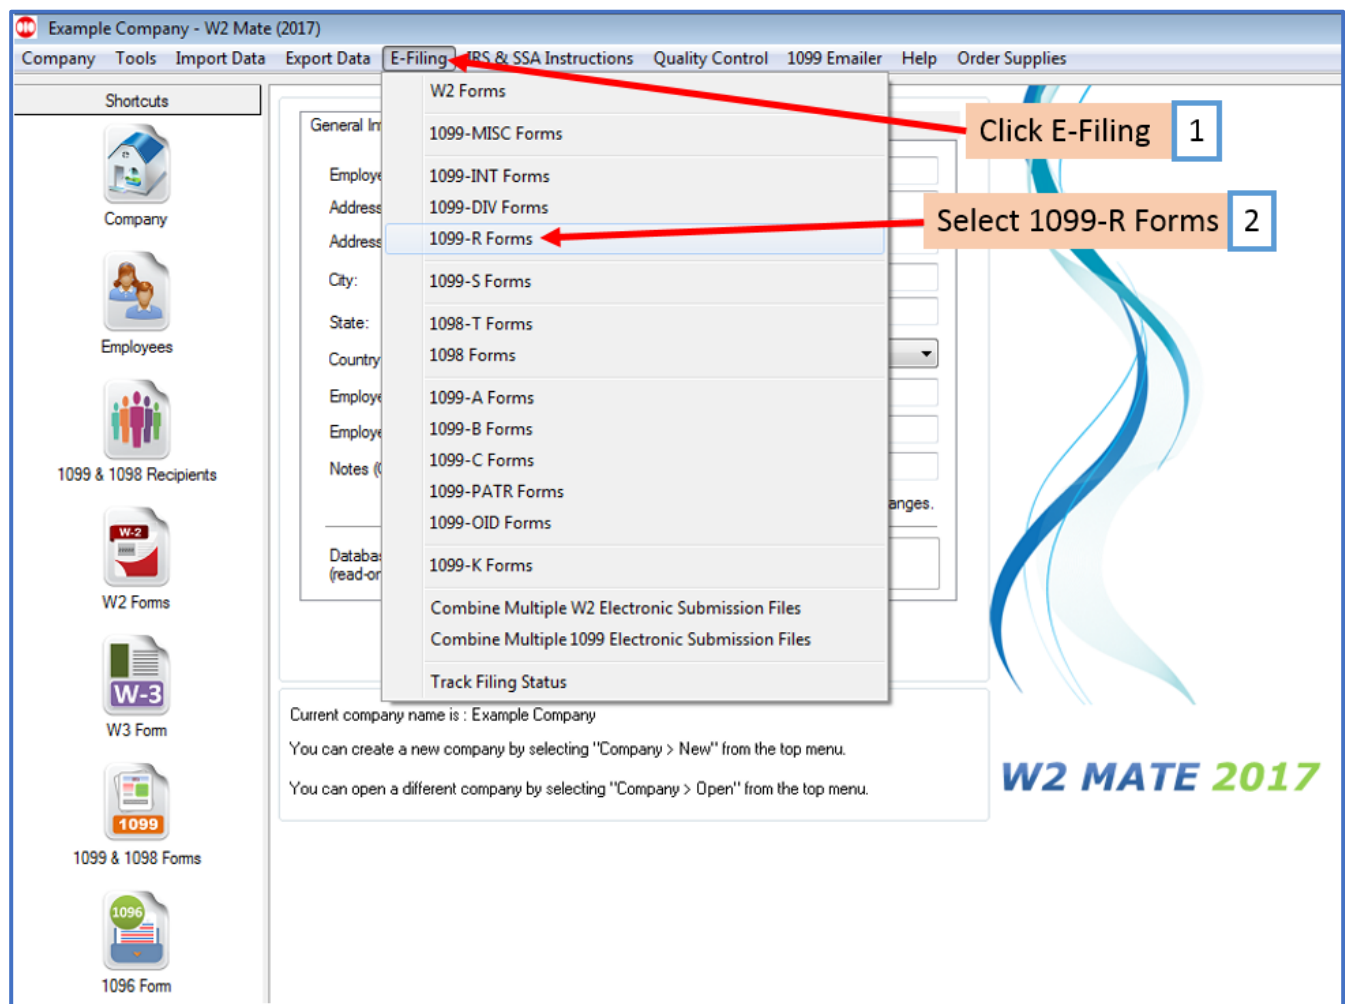 Example Company - W2 Mate (2017)
Company Tools Import Data Export Data E-Filing IRS & SSA Instructions Quality Control 1099 Emailer Help Order Supplies
Shortcuts
Company
Employees
1099 & 1098 Recipients
W-2
W2 Forms
W-3
W3 Form
1099
1099 & 1098 Forms
1096
1096 Form
General
Address
Address
City:
State:
Country
Notes
anges.
W2 Forms
1099-MISC Forms
1099-INT Forms
1099-DIV Forms
1099-R Forms
1099-S Forms
1098-T Forms
1098 Forms
1099-A Forms
1099-B Forms
1099-C Forms
1099-PATR Forms
1099-OID Forms
1099-K Forms
Combine Multiple W2 Electronic Submission Files
Combine Multiple 1099 Electronic Submission Files
Track Filing Status
Click E-Filing 1
Select 1099-R Forms 2
Current company name is : Example Company
You can create a new company by selecting "Company > New" from the top menu.
You can open a different company by selecting "Company > Open" from the top menu.
W2 MATE 2017